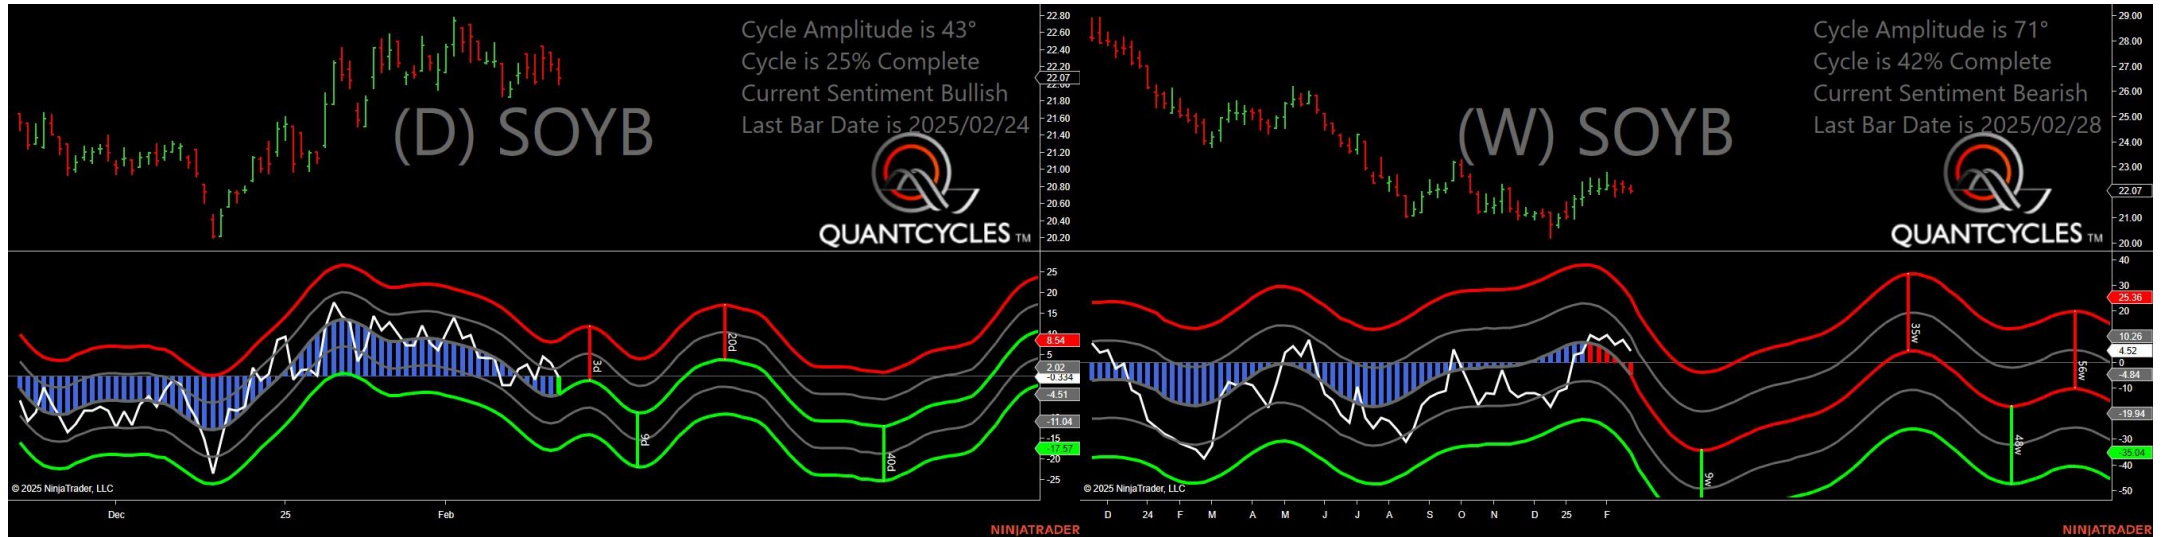 Cycle Amplitude is 43°
Cycle is 25% Complete
Current Sentiment Bullish
Last Bar Date is 2025/02/24
(D) SOYB
QUANTCYCLES TM
22.80
22.60
22.40
22.20
22.07
22.00
21.80
21.60
21.40
21.20
21.00
20.80
20.60
20.40
20.20
25
20
15
10
8.54
5
2.02
-0.334
-4.51
-11.04
-15
-17.57
-20
-25
3d
9d
20d
40d
© 2025 NinjaTrader, LLC
Dec 25 Feb
NINJATRADER
Cycle Amplitude is 71°
Cycle is 42% Complete
Current Sentiment Bearish
Last Bar Date is 2025/02/28
(W) SOYB
QUANTCYCLES TM
29.00
28.00
27.00
26.00
25.00
24.00
23.00
22.07
21.00
20.00
40
30
25.36
20
10.26
4.52
0
-4.84
-10
-19.94
-30
-35.04
-40
-50
9w
35w
48w
56w
© 2025 NinjaTrader, LLC
D 24 F M A M J J A S O N D 25 F
NINJATRADER